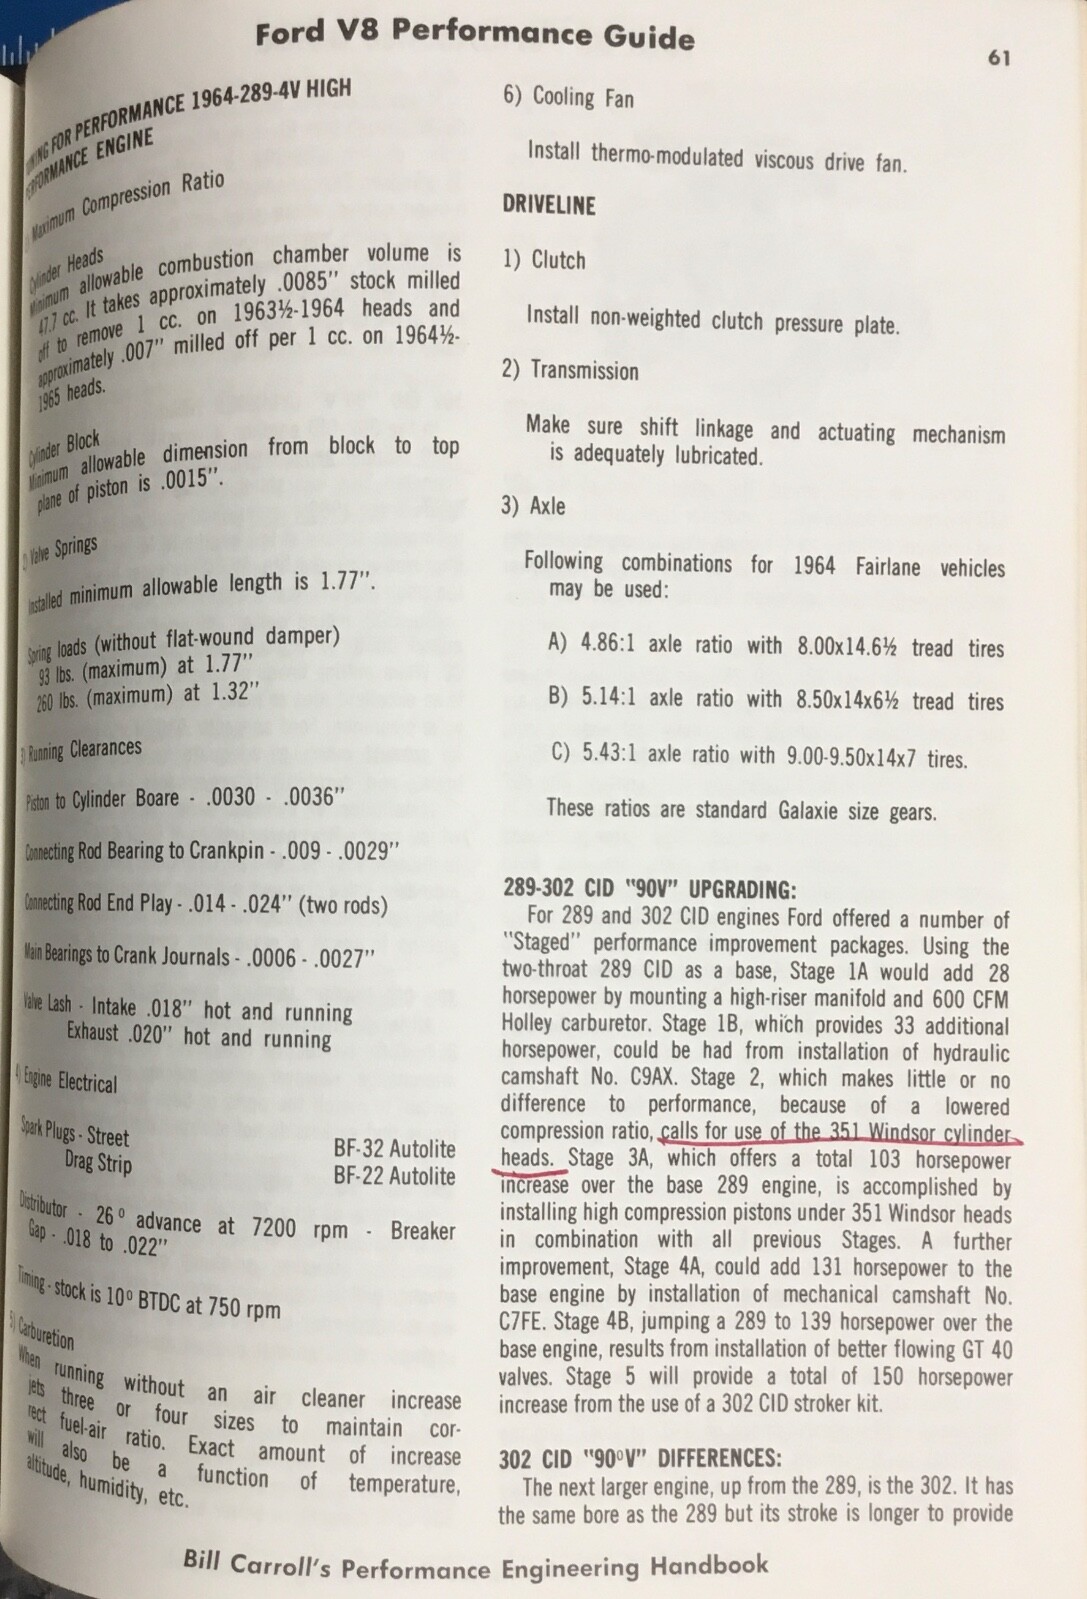 Ford V8 Performance Guide
61
TUNING FOR PERFORMANCE 1964-289-4V HIGH
PERFORMANCE ENGINE
Maximum Compression Ratio
Cylinder Heads
Minimum allowable combustion chamber volume is
47.7 cc. It takes approximately .0085" stock milled
off to remove 1 cc. on 1963½-1964 heads and
approximately .007" milled off per 1 cc. on 1964½-
1965 heads.
Cylinder Block
Minimum allowable dimension from block to top
plane of piston is .0015".
2) Valve Springs
Installed minimum allowable length is 1.77".
Spring loads (without flat-wound damper)
93 lbs. (maximum) at 1.77"
260 lbs. (maximum) at 1.32"
3) Running Clearances
Piston to Cylinder Boare - .0030 - .0036"
Connecting Rod Bearing to Crankpin - .009 - .0029"
Connecting Rod End Play - .014 - .024" (two rods)
Main Bearings to Crank Journals - .0006 - .0027"
Valve Lash - Intake .018" hot and running
Exhaust .020" hot and running
4) Engine Electrical
Spark Plugs - Street BF-32 Autolite
Drag Strip BF-22 Autolite
Distributor - 26° advance at 7200 rpm - Breaker
Gap - .018 to .022"
Timing - stock is 10° BTDC at 750 rpm
5) Carburetion
When running without an air cleaner increase
jets three or four sizes to maintain cor-
rect fuel-air ratio. Exact amount of increase
will also be a function of temperature,
altitude, humidity, etc.
6) Cooling Fan
Install thermo-modulated viscous drive fan.
DRIVELINE
1) Clutch
Install non-weighted clutch pressure plate.
2) Transmission
Make sure shift linkage and actuating mechanism
is adequately lubricated.
3) Axle
Following combinations for 1964 Fairlane vehicles
may be used:
A) 4.86:1 axle ratio with 8.00x14.6½ tread tires
B) 5.14:1 axle ratio with 8.50x14x6½ tread tires
C) 5.43:1 axle ratio with 9.00-9.50x14x7 tires.
These ratios are standard Galaxie size gears.
289-302 CID "90V" UPGRADING:
For 289 and 302 CID engines Ford offered a number of
"Staged" performance improvement packages. Using the
two-throat 289 CID as a base, Stage 1A would add 28
horsepower by mounting a high-riser manifold and 600 CFM
Holley carburetor. Stage 1B, which provides 33 additional
horsepower, could be had from installation of hydraulic
camshaft No. C9AX. Stage 2, which makes little or no
difference to performance, because of a lowered
compression ratio, calls for use of the 351 Windsor cylinder
heads. Stage 3A, which offers a total 103 horsepower
increase over the base 289 engine, is accomplished by
installing high compression pistons under 351 Windsor heads
in combination with all previous Stages. A further
improvement, Stage 4A, could add 131 horsepower to the
base engine by installation of mechanical camshaft No.
C7FE. Stage 4B, jumping a 289 to 139 horsepower over the
base engine, results from installation of better flowing GT 40
valves. Stage 5 will provide a total of 150 horsepower
increase from the use of a 302 CID stroker kit.
302 CID "90°V" DIFFERENCES:
The next larger engine, up from the 289, is the 302. It has
the same bore as the 289 but its stroke is longer to provide
Bill Carroll's Performance Engineering Handbook